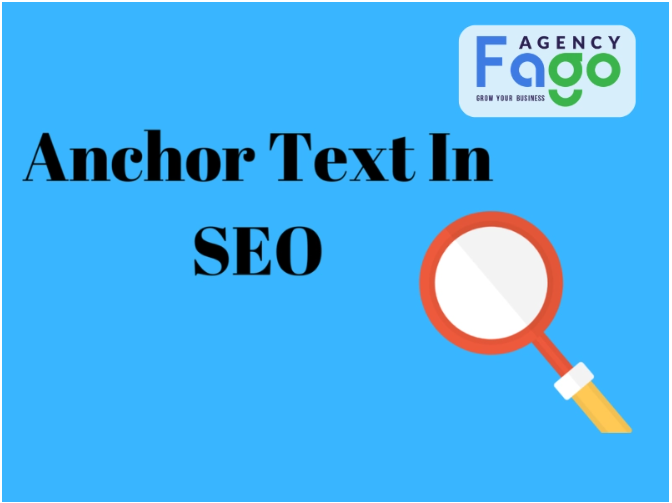 AGENCY
Fago
GROW YOUR BUSINESS
Anchor Text In
SEO